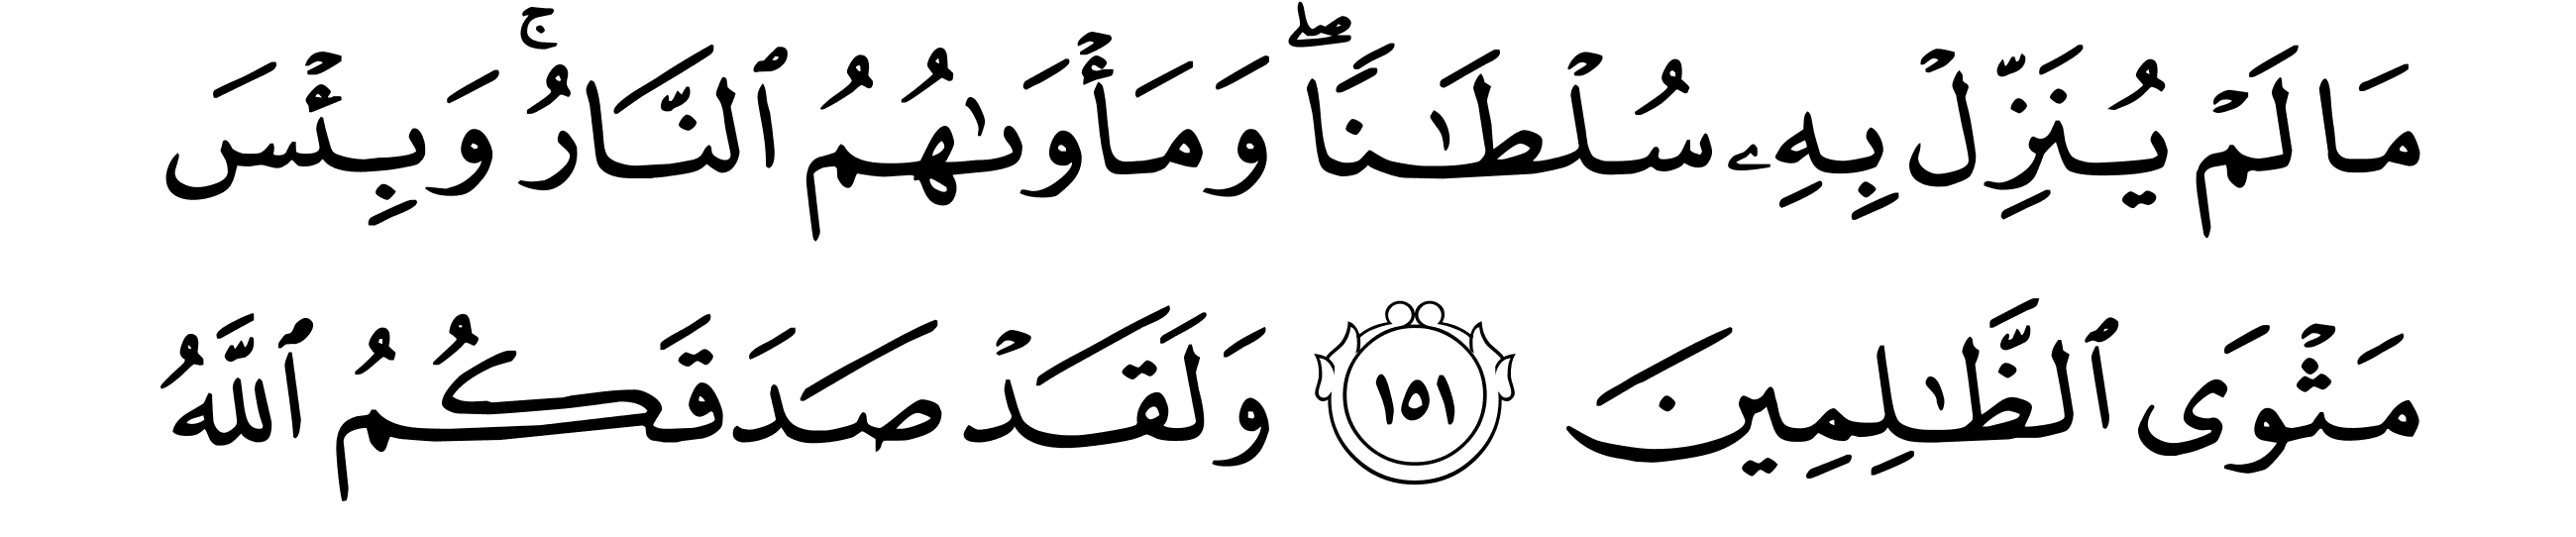 مَا لَمْ يُنَزِّلْ بِهِۦ سُلْطَـٰنًا ۖ وَمَأْوَىٰهُمُ ٱلنَّارُ ۚ وَبِئْسَ
مَثْوَى ٱلظَّـٰلِمِينَ ١٥١ وَلَقَدْ صَدَقَكُمُ ٱللَّهُ